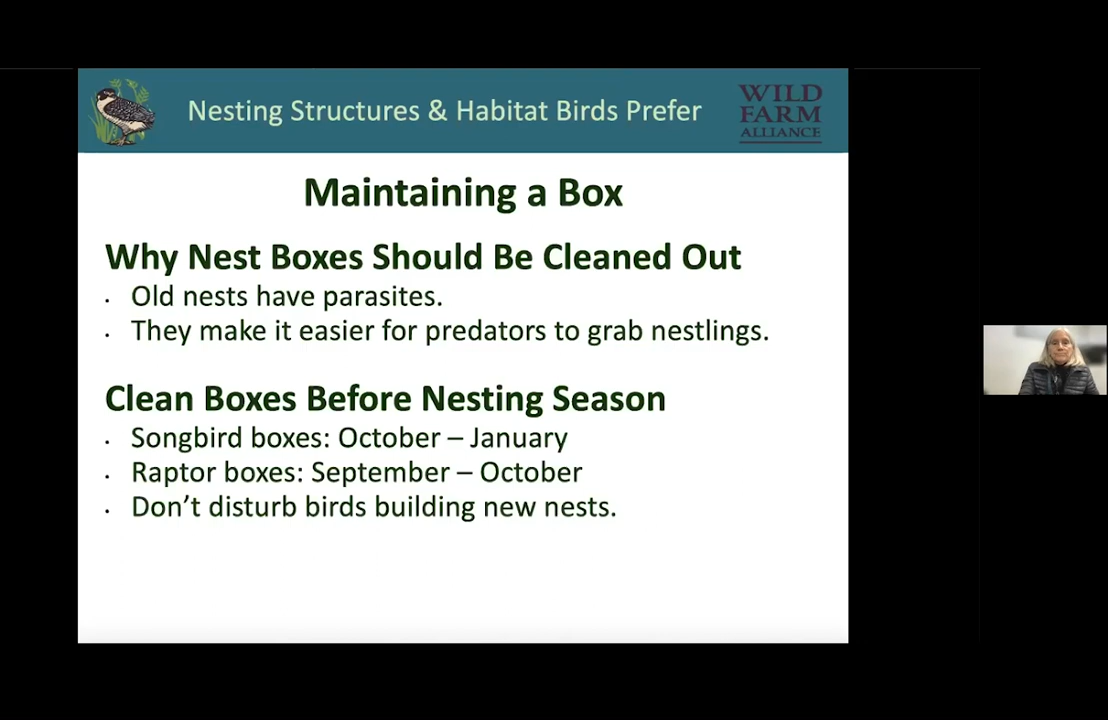 Nesting Structures & Habitat Birds Prefer
WILD
FARM
ALLIANCE
Maintaining a Box
Why Nest Boxes Should Be Cleaned Out
· Old nests have parasites.
· They make it easier for predators to grab nestlings.
Clean Boxes Before Nesting Season
· Songbird boxes: October – January
· Raptor boxes: September – October
· Don’t disturb birds building new nests.